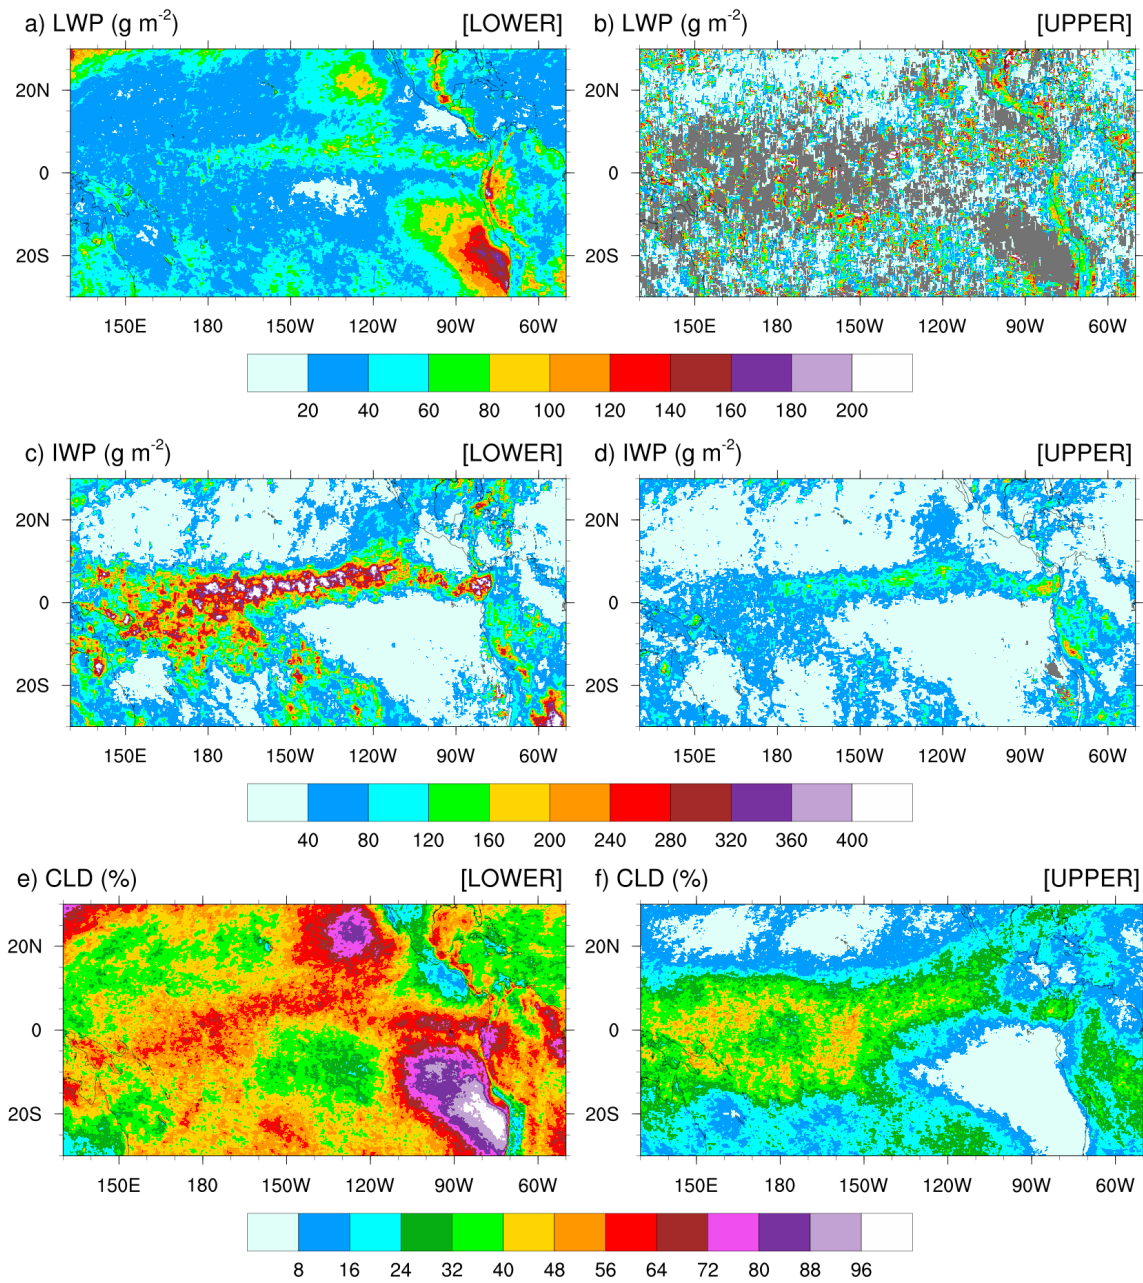 a) LWP (g m⁻²) [LOWER]
b) LWP (g m⁻²) [UPPER]
20N
0
20S
150E 180 150W 120W 90W 60W
20N
0
20S
150E 180 150W 120W 90W 60W
20 40 60 80 100 120 140 160 180 200
c) IWP (g m⁻²) [LOWER]
d) IWP (g m⁻²) [UPPER]
20N
0
20S
150E 180 150W 120W 90W 60W
20N
0
20S
150E 180 150W 120W 90W 60W
40 80 120 160 200 240 280 320 360 400
e) CLD (%) [LOWER]
f) CLD (%) [UPPER]
20N
0
20S
150E 180 150W 120W 90W 60W
20N
0
20S
150E 180 150W 120W 90W 60W
8 16 24 32 40 48 56 64 72 80 88 96